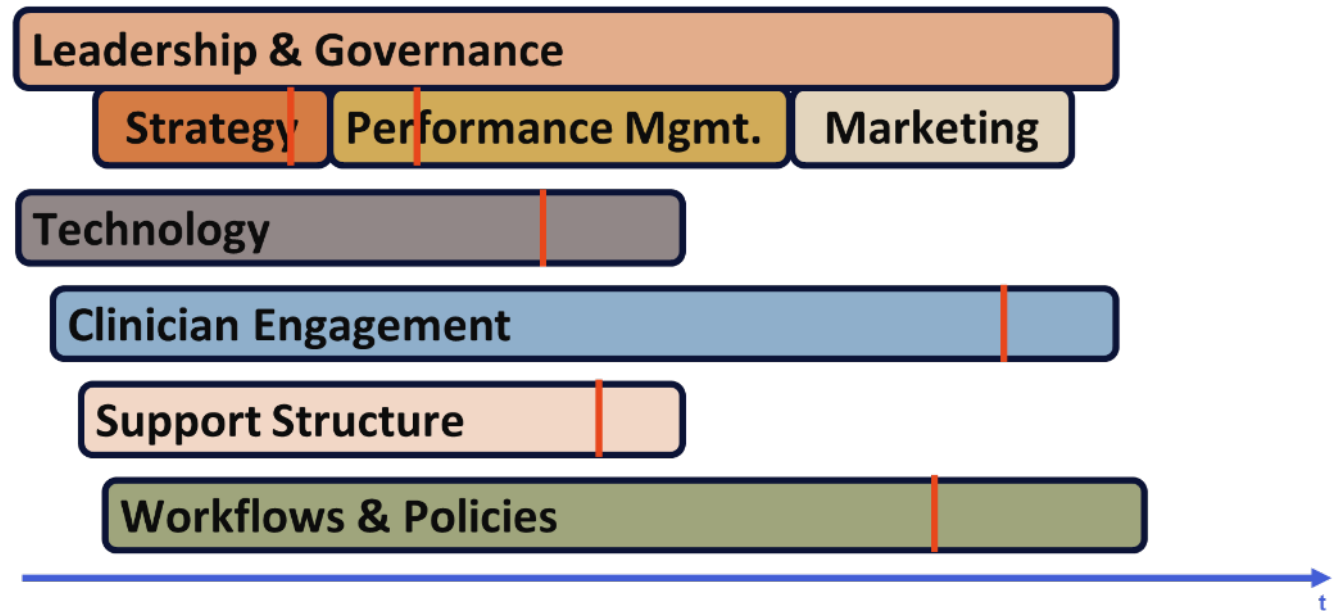 Leadership & Governance
Strategy Performance Mgmt. Marketing
Technology
Clinician Engagement
Support Structure
Workflows & Policies
t